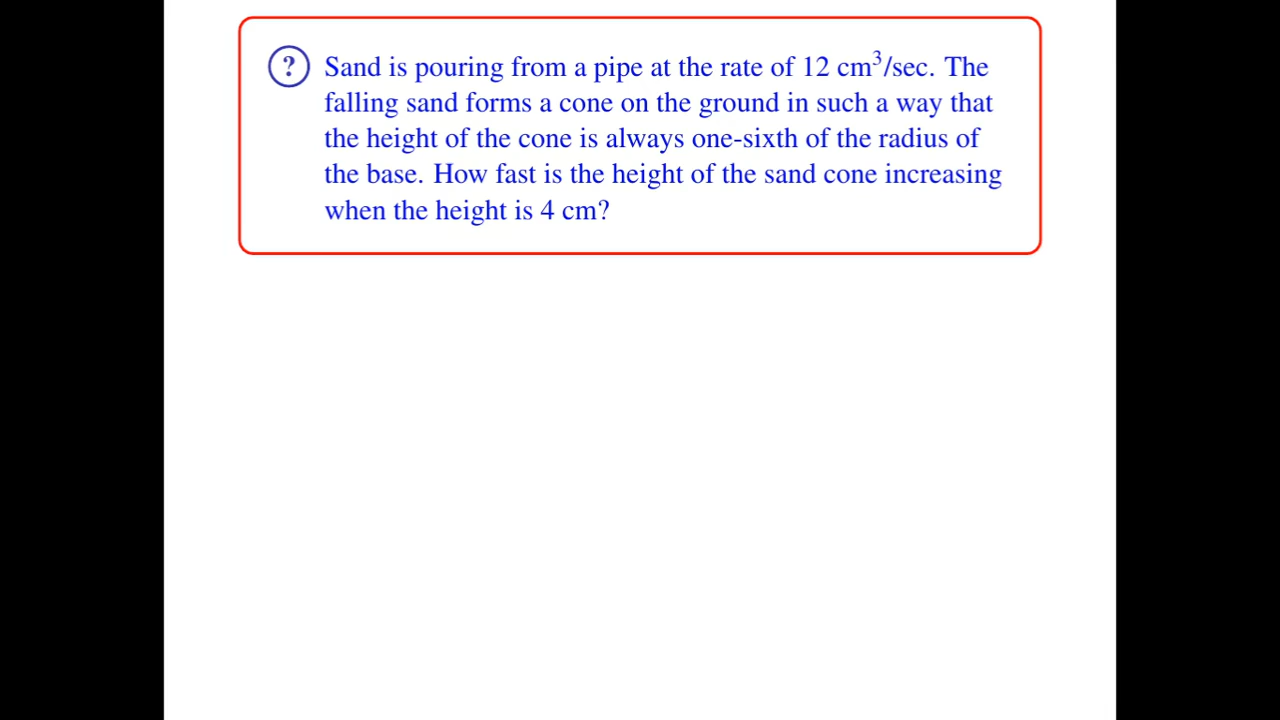 ? Sand is pouring from a pipe at the rate of 12 cm³/sec. The
falling sand forms a cone on the ground in such a way that
the height of the cone is always one-sixth of the radius of
the base. How fast is the height of the sand cone increasing
when the height is 4 cm?